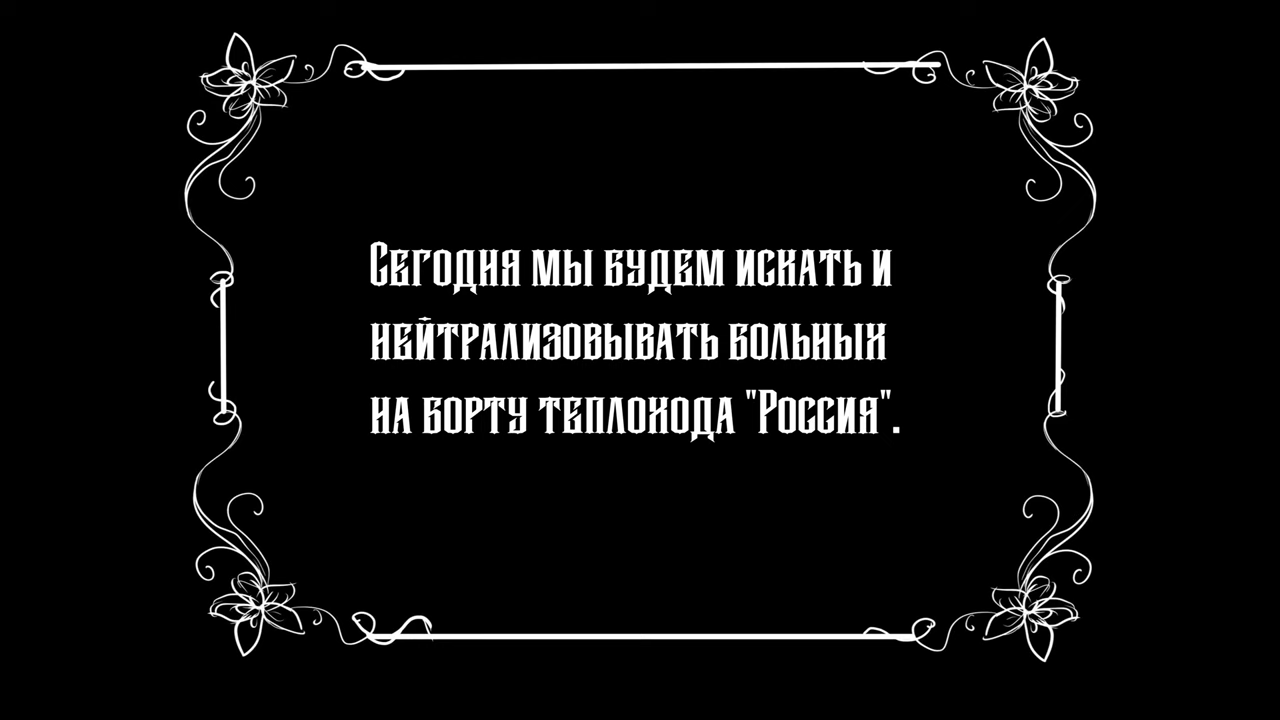 Сегодня мы будем искать и
нейтрализовывать больных
на борту теплохода "Россия".